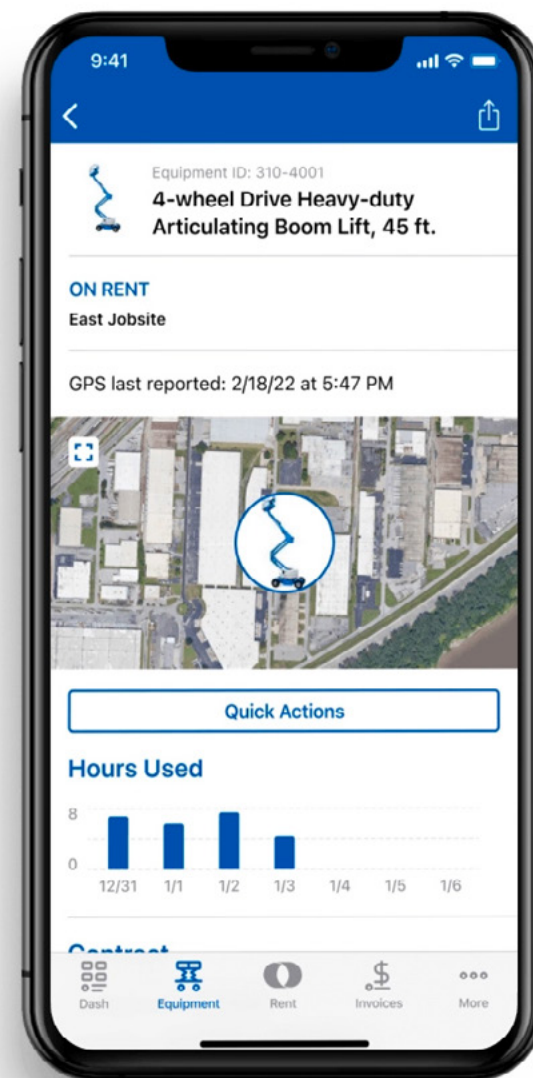 9:41
Equipment ID: 310-4001
4-wheel Drive Heavy-duty
Articulating Boom Lift, 45 ft.
ON RENT
East Jobsite
GPS last reported: 2/18/22 at 5:47 PM
Quick Actions
Hours Used
8
0
12/31 1/1 1/2 1/3 1/4 1/5 1/6
Contract
Dash Equipment Rent Invoices More